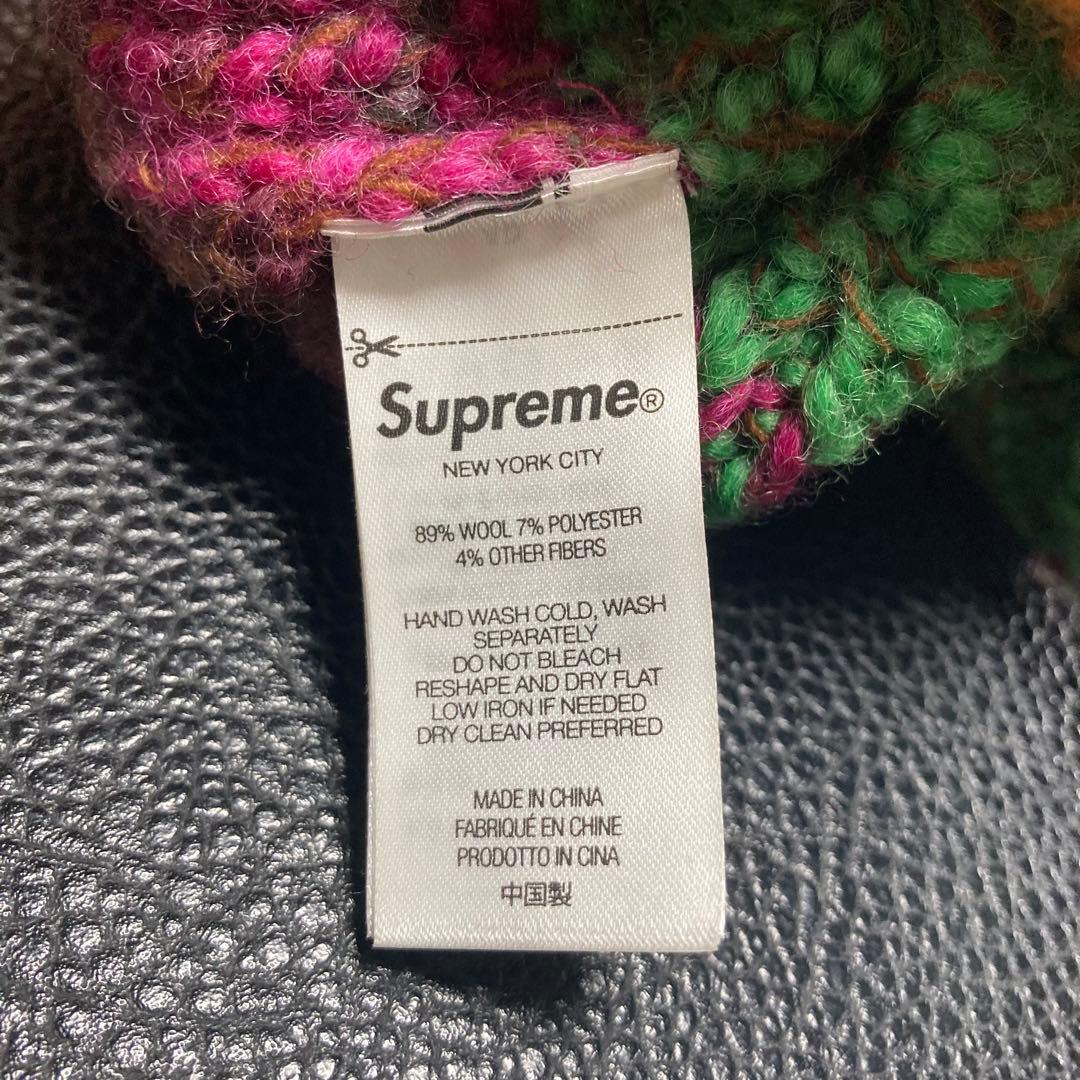 Supreme®
NEW YORK CITY
89% WOOL 7% POLYESTER
4% OTHER FIBERS
HAND WASH COLD, WASH
SEPARATELY
DO NOT BLEACH
RESHAPE AND DRY FLAT
LOW IRON IF NEEDED
DRY CLEAN PREFERRED
MADE IN CHINA
FABRIQUÉ EN CHINE
PRODOTTO IN CINA
中国製